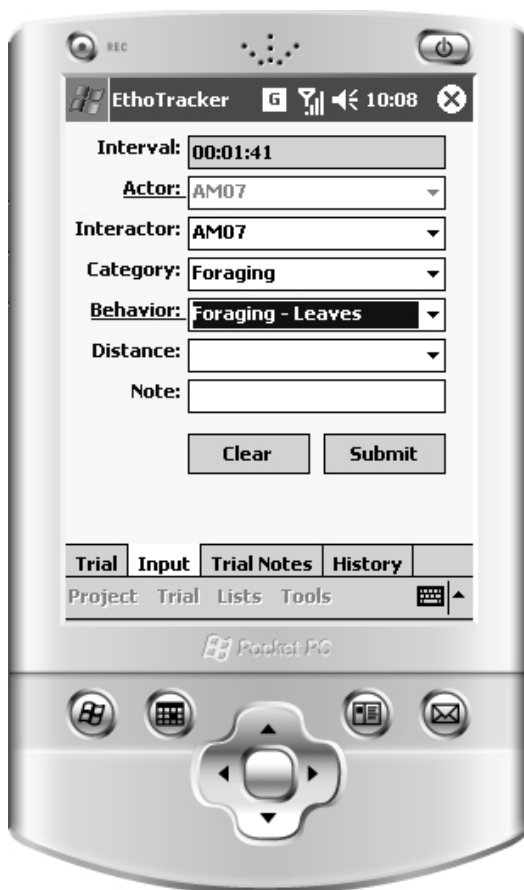 REC
EthoTracker G 10:08
Interval: 00:01:41
Actor: AM07
Interactor: AM07
Category: Foraging
Behavior: Foraging - Leaves
Distance:
Note:
Clear Submit
Trial Input Trial Notes History
Project Trial Lists Tools
Pocket PC